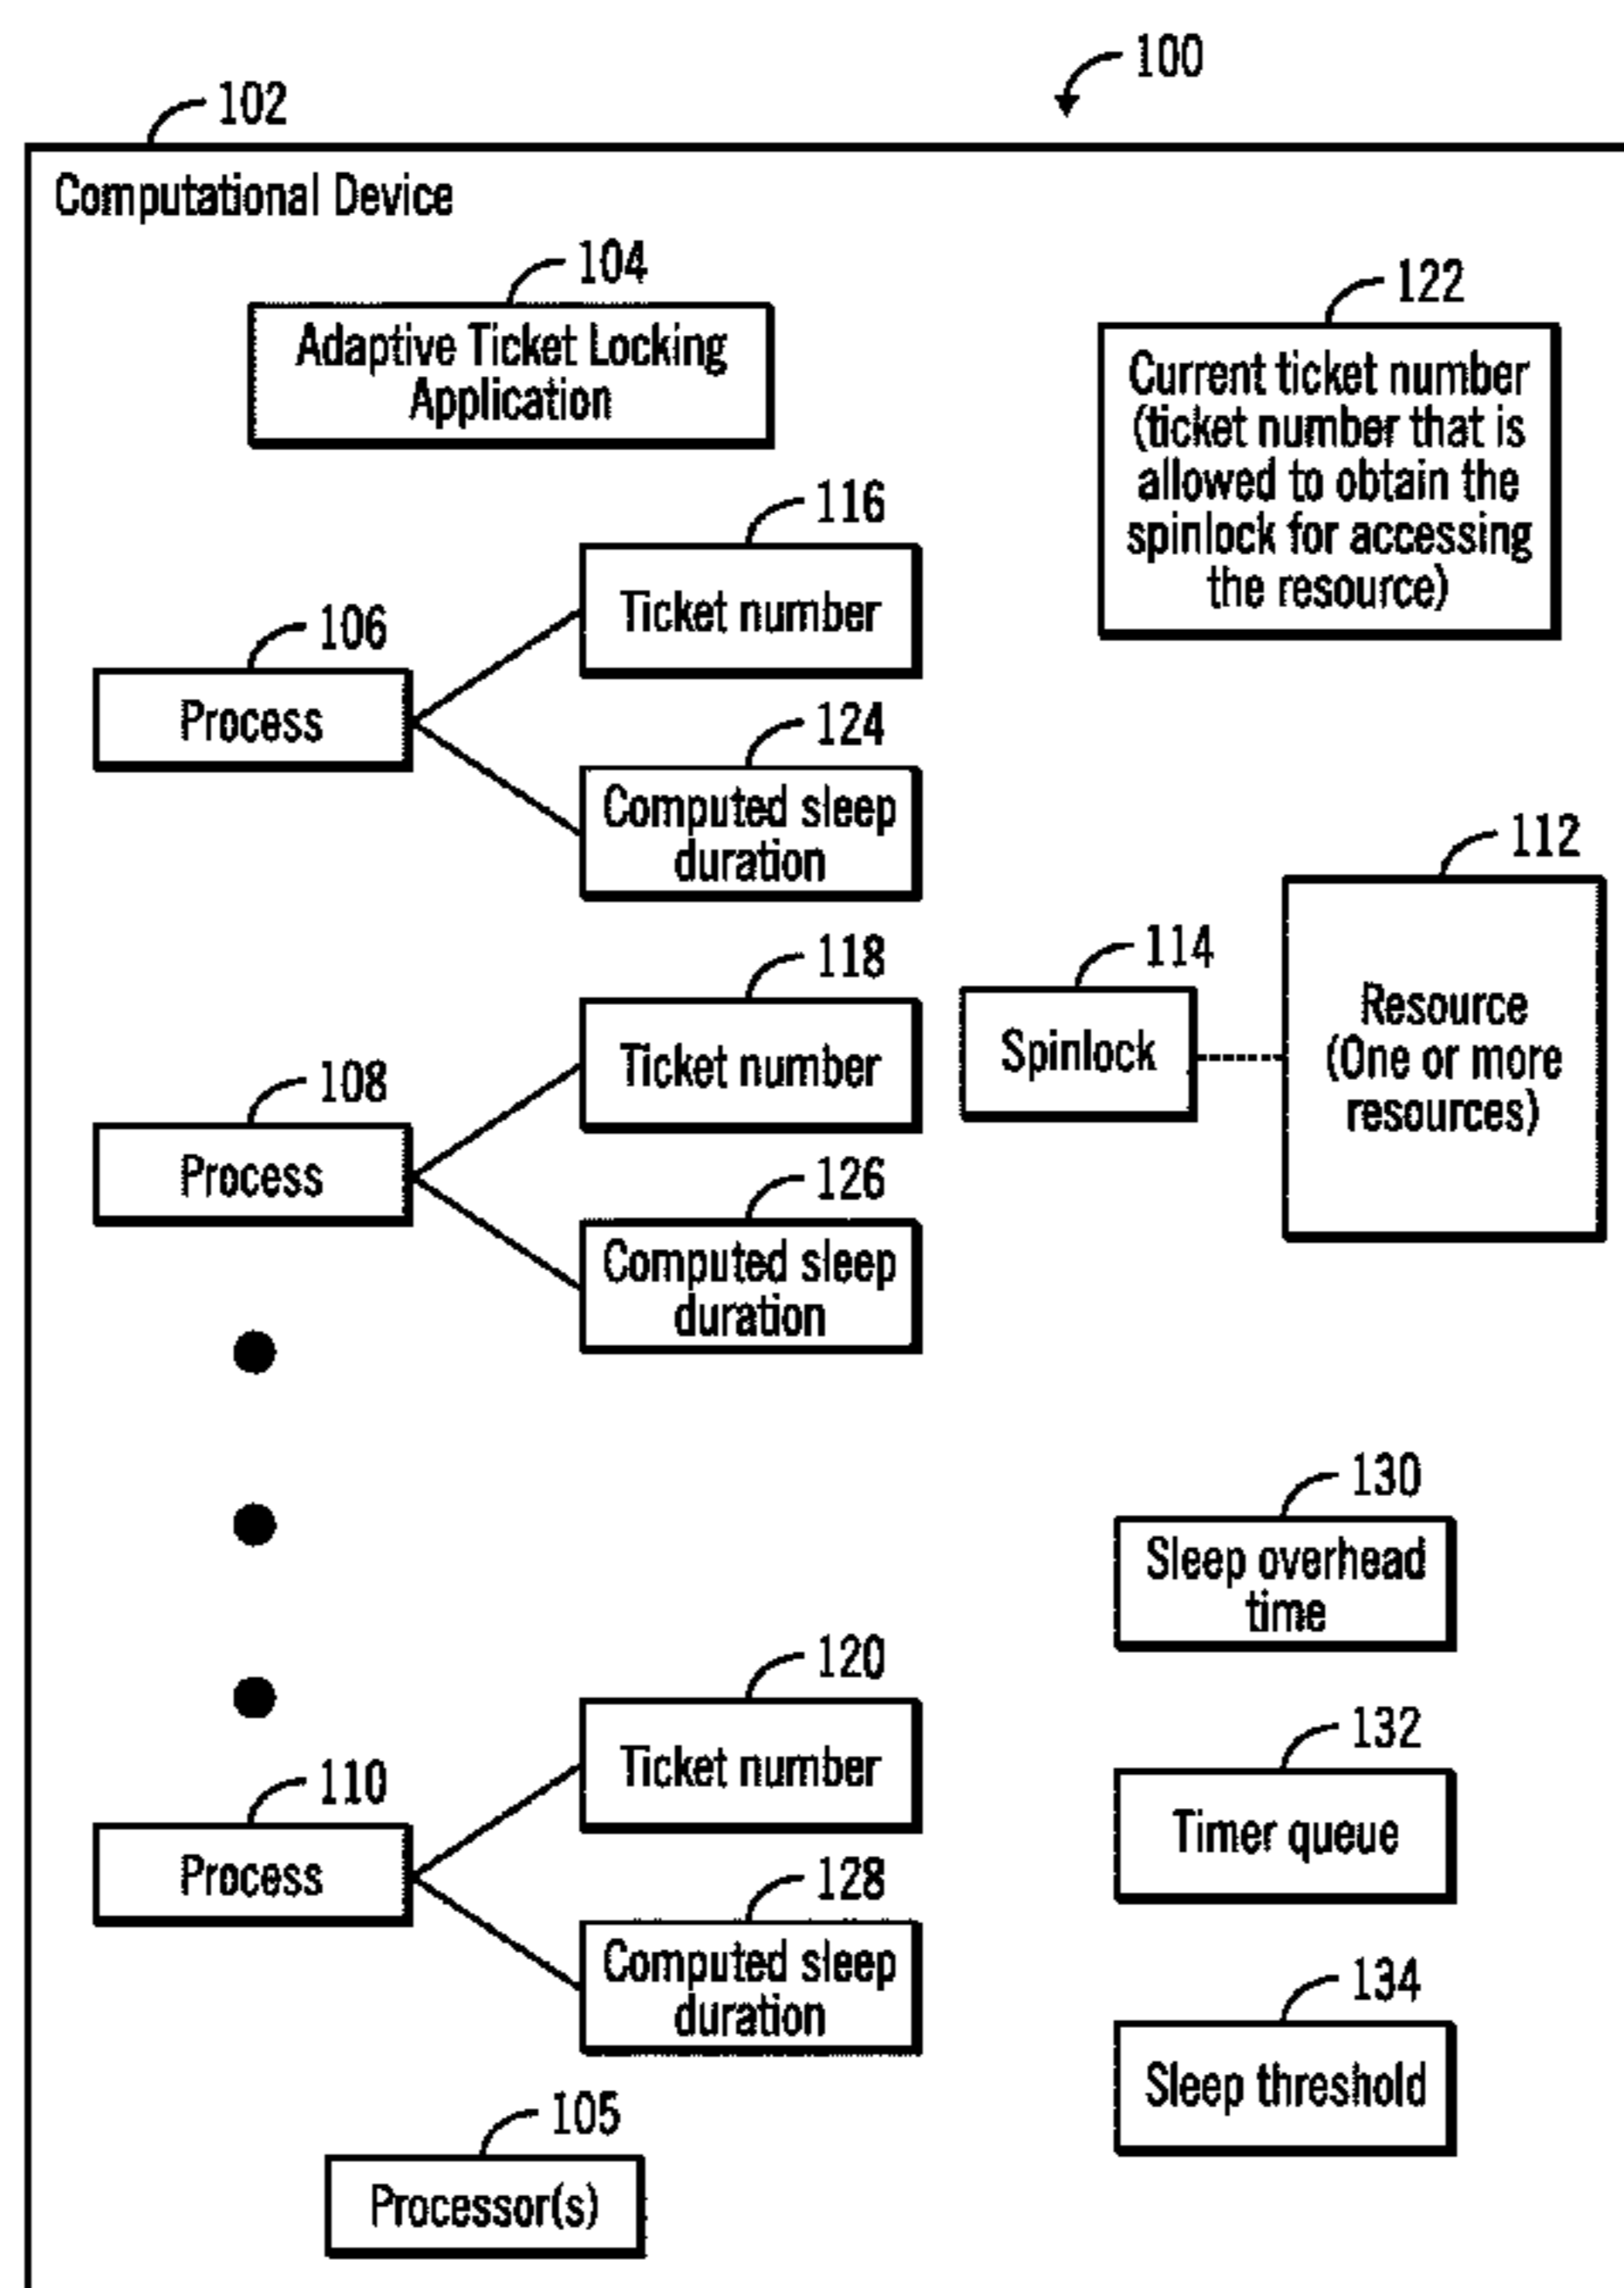 100
102
Computational Device
104
Adaptive Ticket Locking
Application
122
Current ticket number
(ticket number that is
allowed to obtain the
spinlock for accessing
the resource)
116
Ticket number
106
Process
124
Computed sleep
duration
112
Resource
(One or more
resources)
114
Spinlock
118
Ticket number
108
Process
126
Computed sleep
duration
130
Sleep overhead
time
120
Ticket number
132
Timer queue
110
Process
128
Computed sleep
duration
134
Sleep threshold
105
Processor(s)